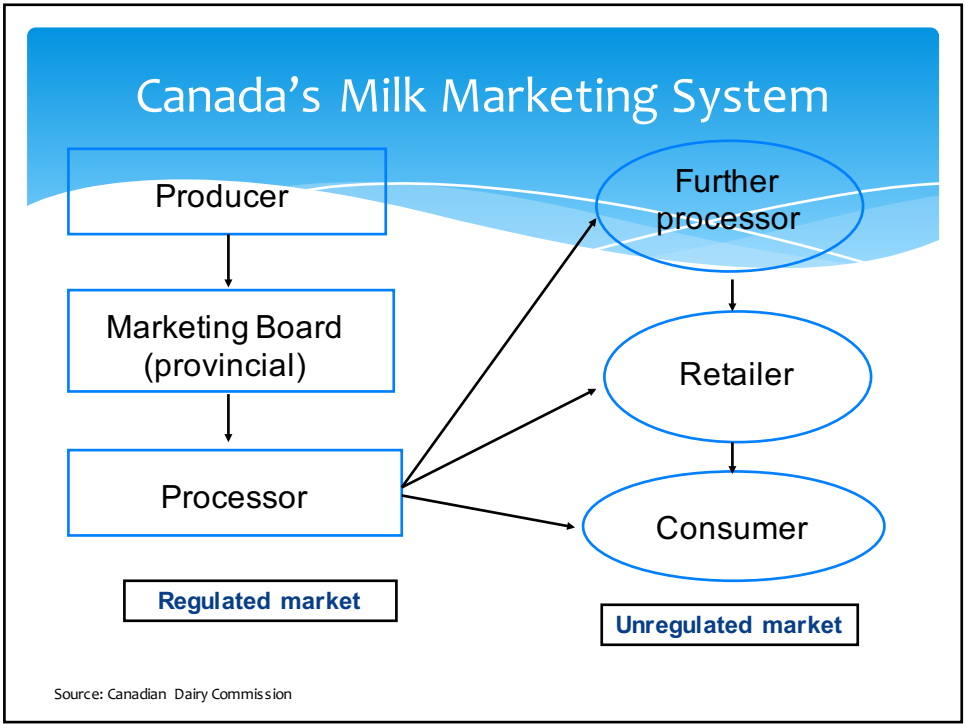 Canada's Milk Marketing System
Producer
Marketing Board
(provincial)
Processor
Regulated market
Further
processor
Retailer
Consumer
Unregulated market
Source: Canadian Dairy Commission